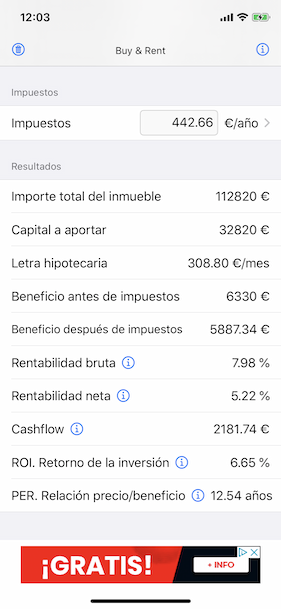 12:03
Buy & Rent
Impuestos
Impuestos 442.66 €/año
Resultados
Importe total del inmueble 112820 €
Capital a aportar 32820 €
Letra hipotecaria 308.80 €/mes
Beneficio antes de impuestos 6330 €
Beneficio después de impuestos 5887.34 €
Rentabilidad bruta 7.98 %
Rentabilidad neta 5.22 %
Cashflow 2181.74 €
ROI. Retorno de la inversión 6.65 %
PER. Relación precio/beneficio 12.54 años
¡GRATIS! + INFO